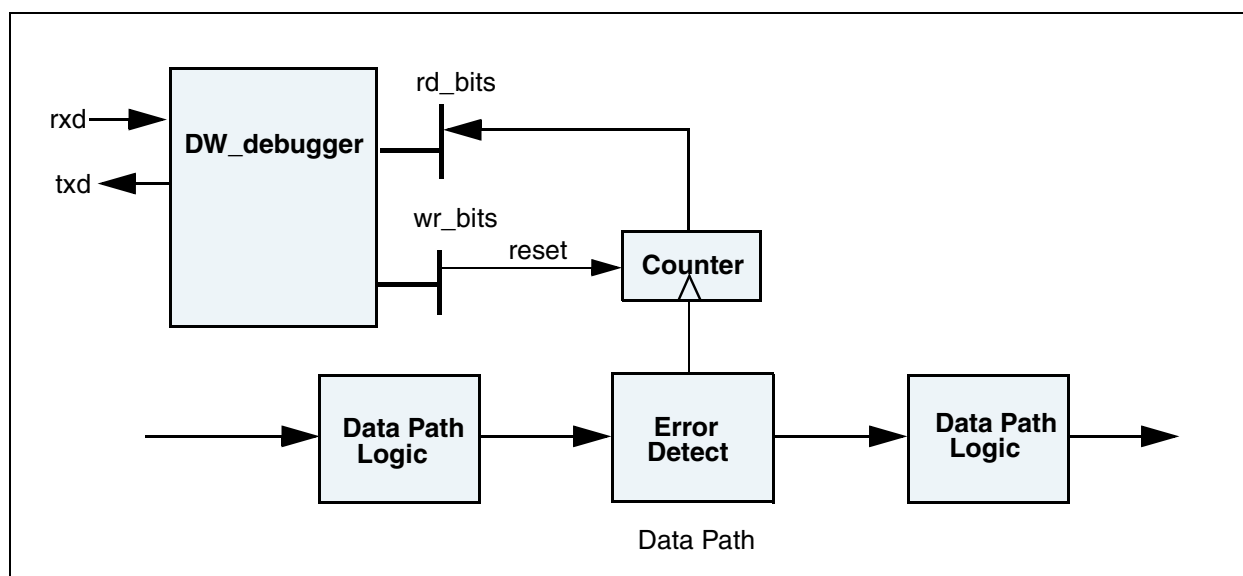 rd_bits
rxd
DW_debugger
txd
wr_bits
reset
Counter
Data Path
Logic
Error
Detect
Data Path
Logic
Data Path